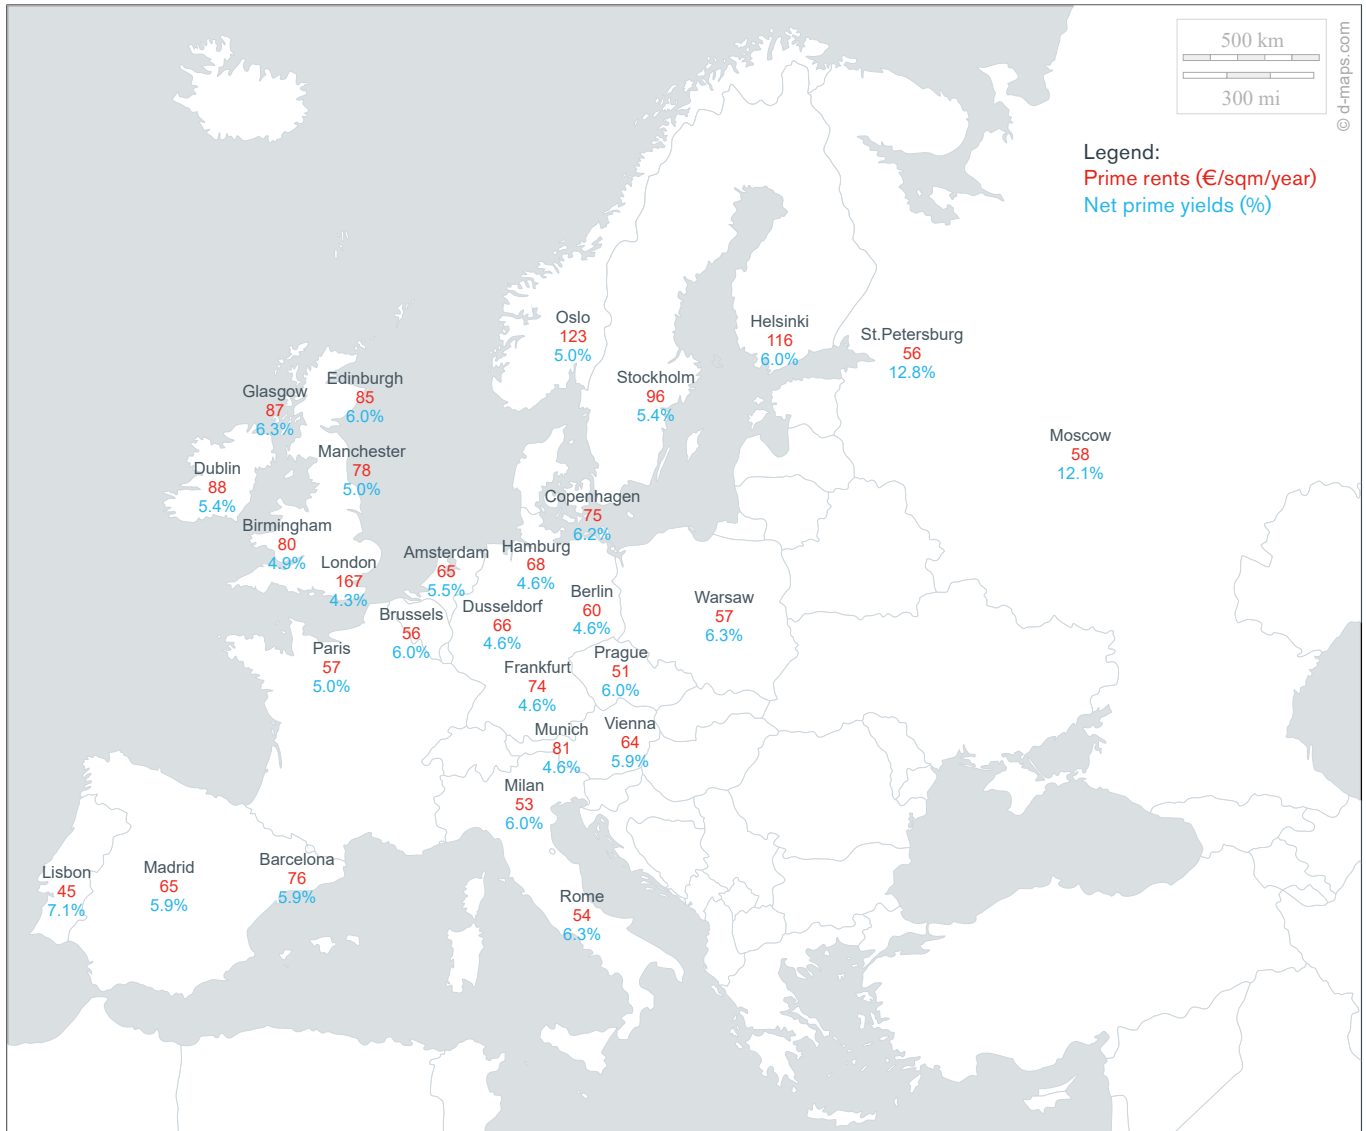 500 km
300 mi
© d-maps.com
Legend:
Prime rents (€/sqm/year)
Net prime yields (%)
Oslo
123
5.0%
Helsinki
116
6.0%
St.Petersburg
56
12.8%
Stockholm
96
5.4%
Edinburgh
85
6.0%
Glasgow
87
6.3%
Moscow
58
12.1%
Manchester
78
5.0%
Dublin
88
5.4%
Copenhagen
75
6.2%
Birmingham
80
4.9%
London
167
4.3%
Amsterdam
65
5.5%
Hamburg
68
4.6%
Berlin
60
4.6%
Warsaw
57
6.3%
Brussels
56
6.0%
Dusseldorf
66
4.6%
Paris
57
5.0%
Frankfurt
74
4.6%
Prague
51
6.0%
Munich
81
4.6%
Vienna
64
5.9%
Milan
53
6.0%
Lisbon
45
7.1%
Madrid
65
5.9%
Barcelona
76
5.9%
Rome
54
6.3%